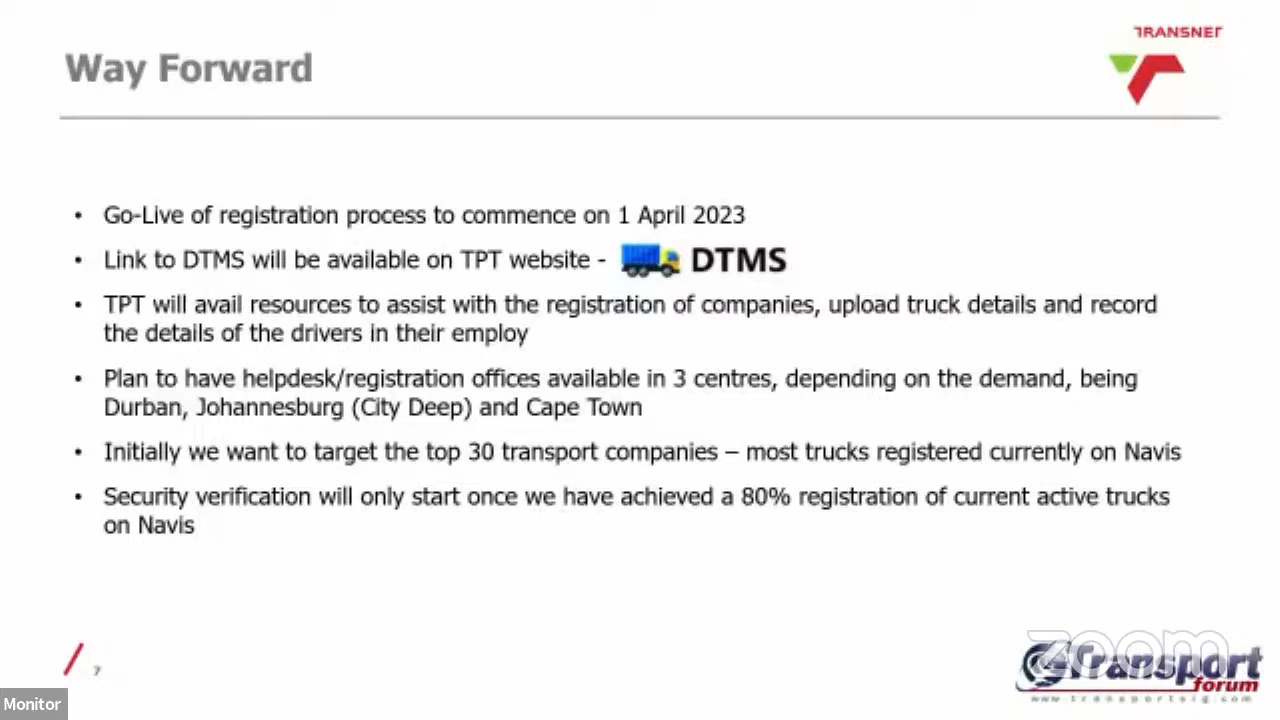 TRANSNET
Way Forward
• Go-Live of registration process to commence on 1 April 2023
• Link to DTMS will be available on TPT website - DTMS
• TPT will avail resources to assist with the registration of companies, upload truck details and record
the details of the drivers in their employ
• Plan to have helpdesk/registration offices available in 3 centres, depending on the demand, being
Durban, Johannesburg (City Deep) and Cape Town
• Initially we want to target the top 30 transport companies – most trucks registered currently on Navis
• Security verification will only start once we have achieved a 80% registration of current active trucks
on Navis
7
zoom
Transport
forum
www.transportsig.com
Monitor